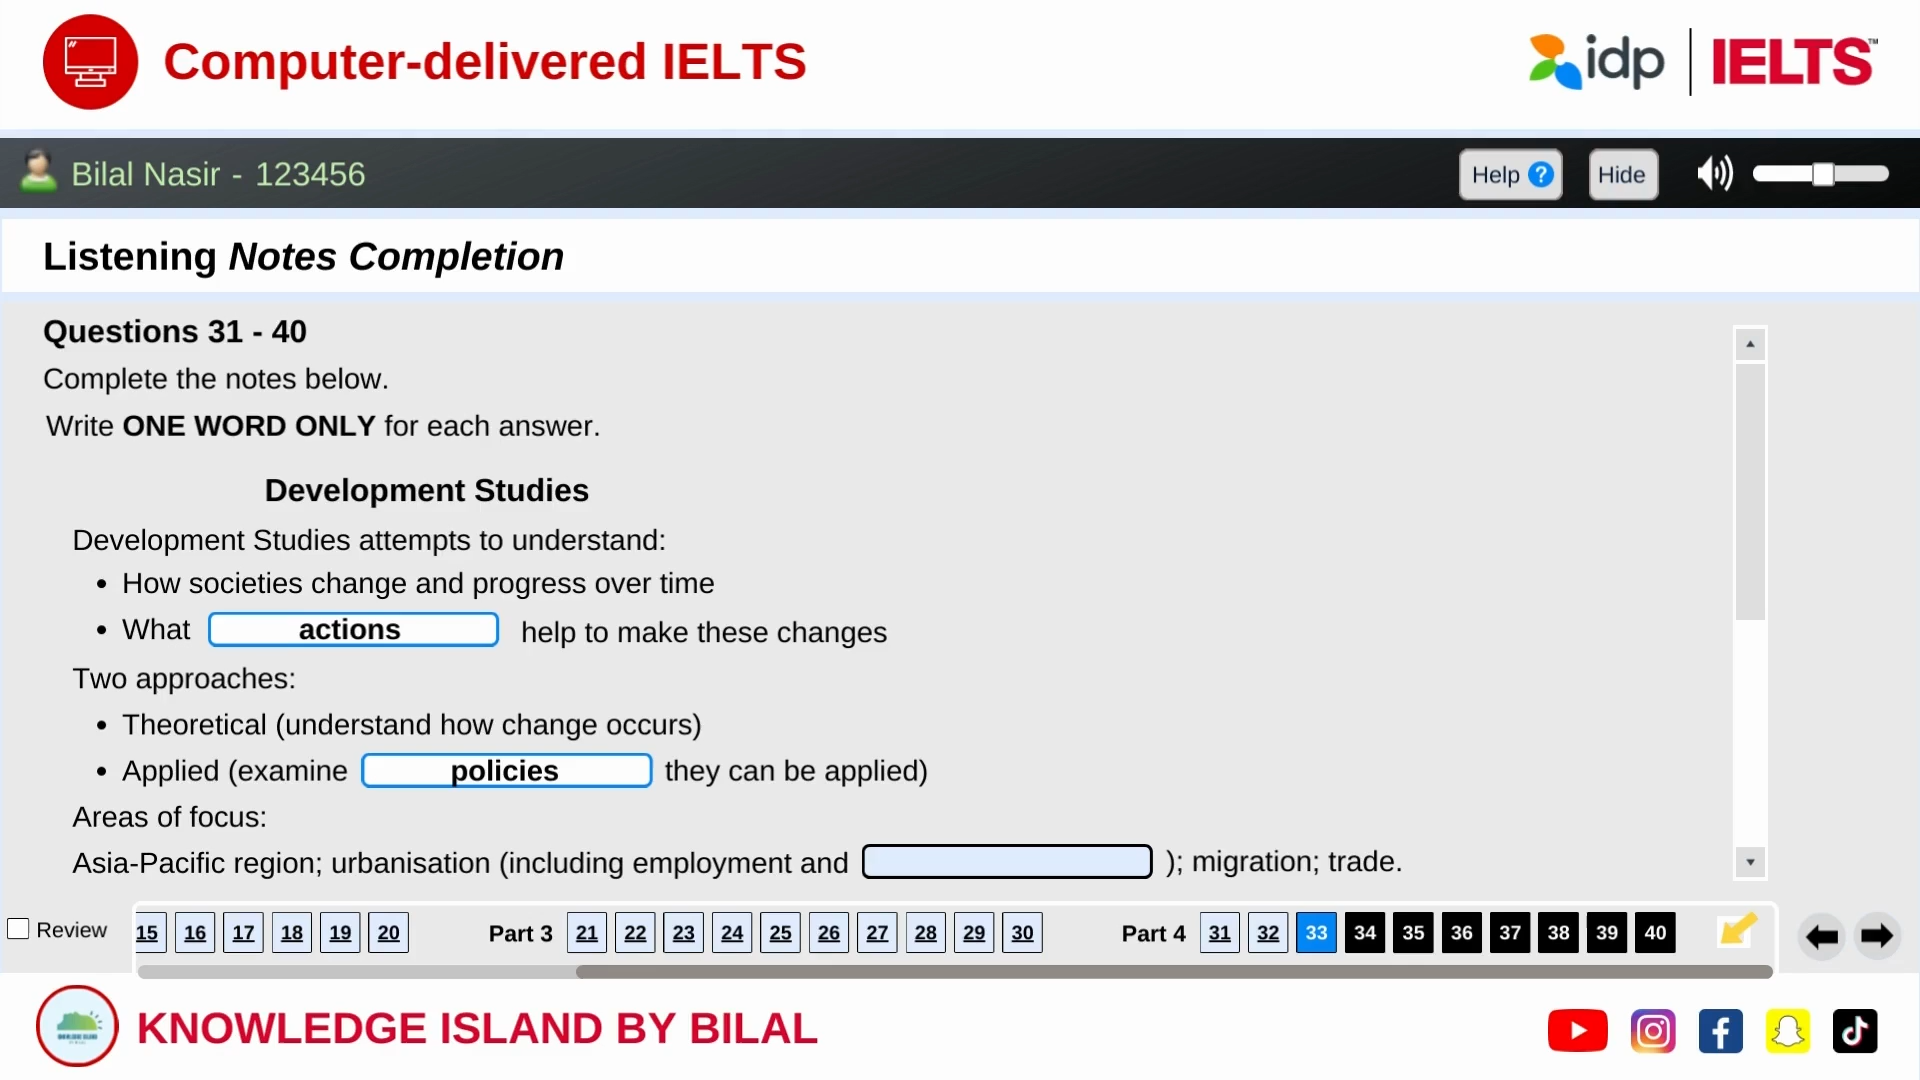 Computer-delivered IELTS
idp IELTS™
Bilal Nasir - 123456
Help ? Hide
Listening Notes Completion
Questions 31 - 40
Complete the notes below.
Write ONE WORD ONLY for each answer.
Development Studies
Development Studies attempts to understand:
• How societies change and progress over time
• What actions help to make these changes
Two approaches:
• Theoretical (understand how change occurs)
• Applied (examine policies they can be applied)
Areas of focus:
Asia-Pacific region; urbanisation (including employment and ); migration; trade.
Review 15 16 17 18 19 20 Part 3 21 22 23 24 25 26 27 28 29 30 Part 4 31 32 33 34 35 36 37 38 39 40
KNOWLEDGE ISLAND BY BILAL